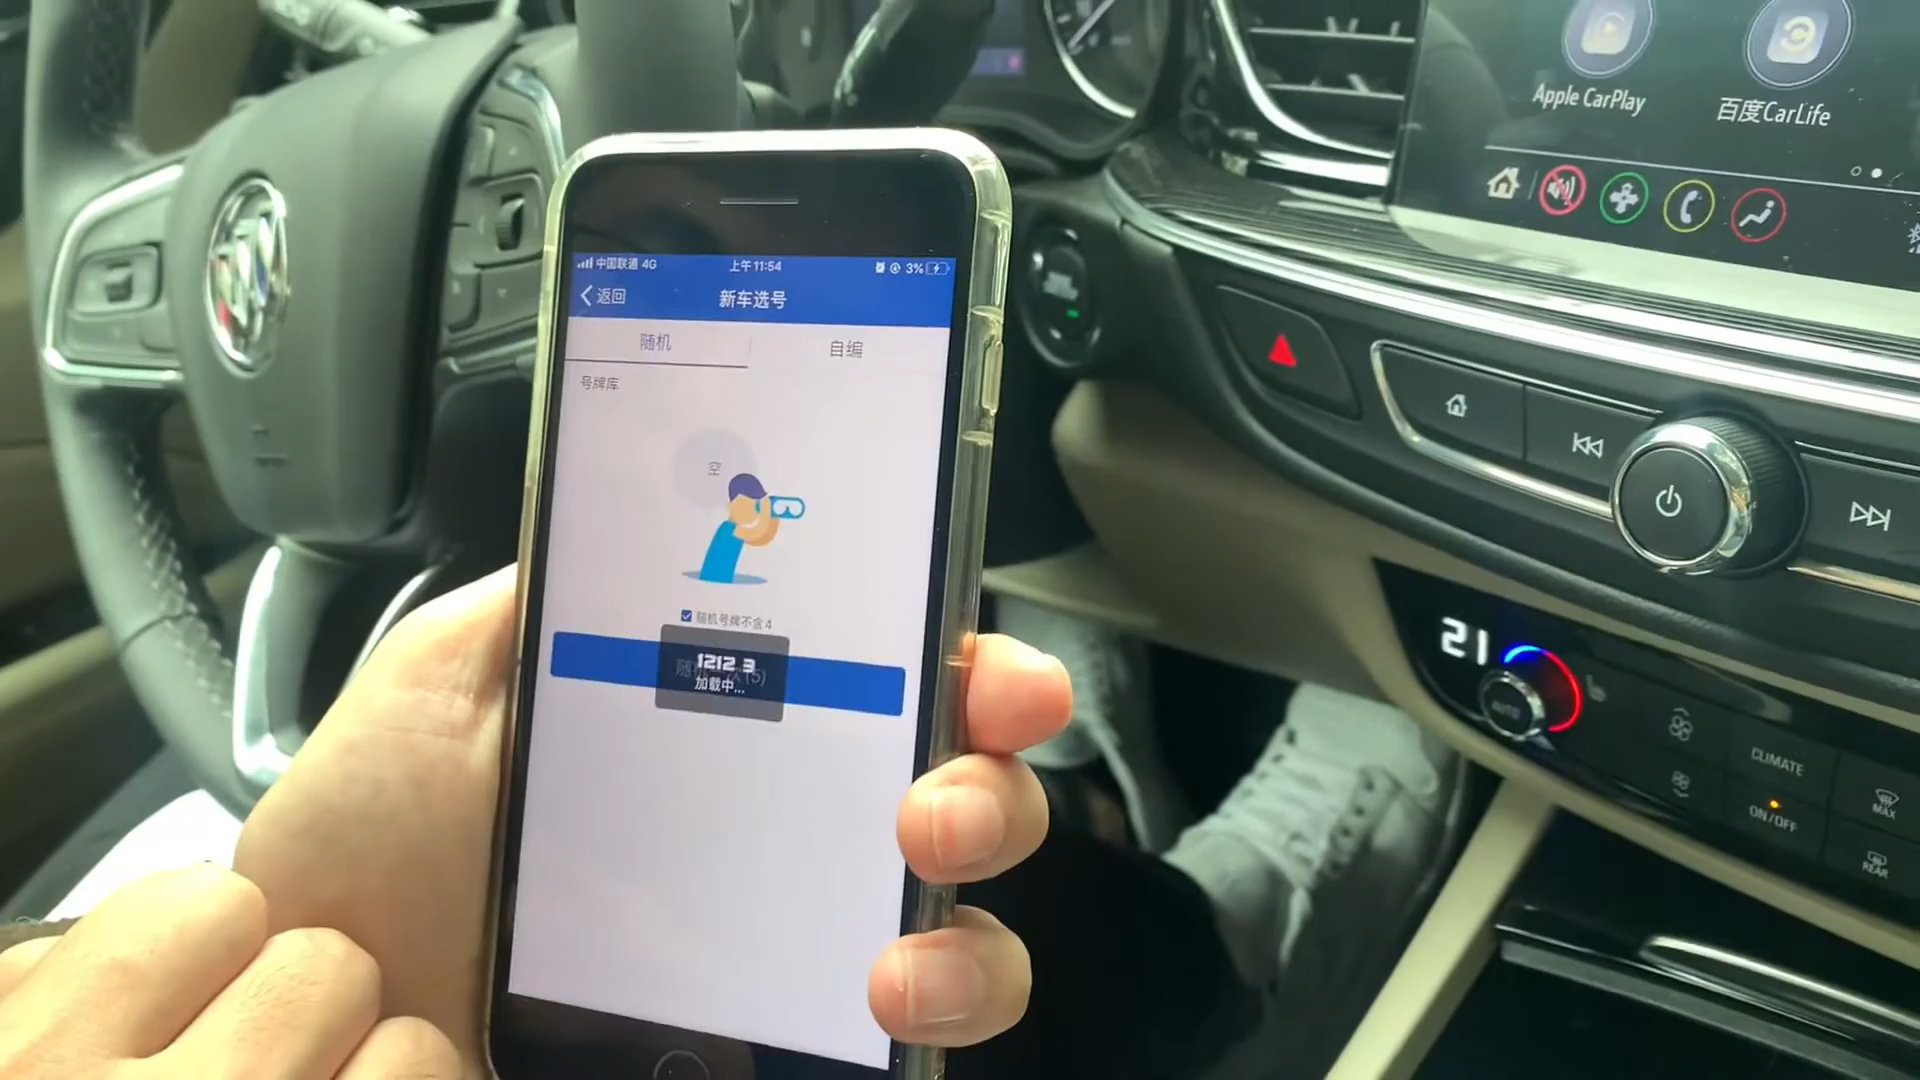 中国联通 4G
上午11:54
3%
返回
新车选号
随机
自编
号牌库
空
随机号牌不含4
加载中...
Apple CarPlay
百度CarLife
21
AUTO
CLIMATE
ON/OFF
MAX
REAR